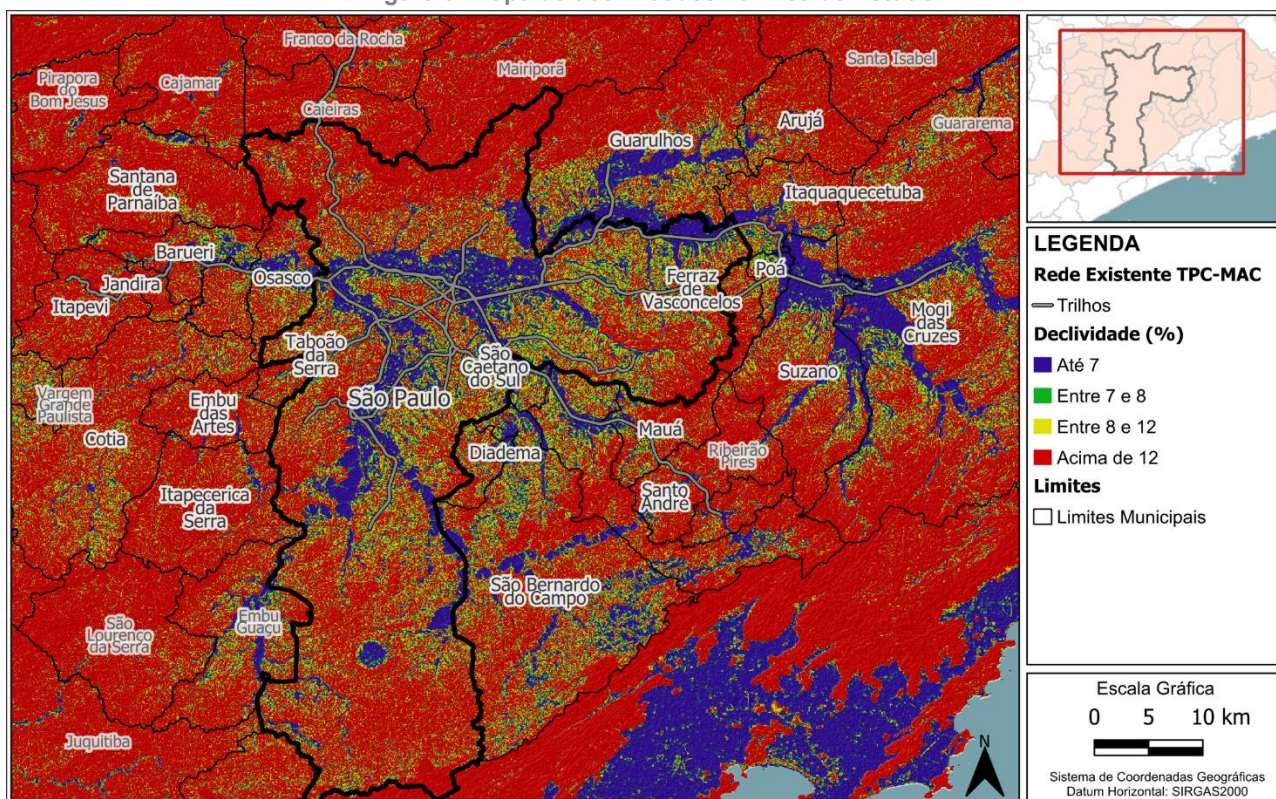 Franco da Rocha
Santa Isabel
Mairiporã
Pirapora
do
Bom Jesus
Cajamar
Caieiras
Arujá
Guararema
Guarulhos
Santana
de
Parnaíba
Itaquaquecetuba
Barueri
Osasco
Jandira
Itapevi
Poá
Ferraz
de
Vasconcelos
Mogi
das
Cruzes
Taboão
da
Serra
São
Caetano
do Sul
Suzano
São Paulo
Vargem
Grande
Paulista
Cotia
Embu
das
Artes
Mauá
Diadema
Ribeirão
Pires
Itapecerica
da
Serra
Santo
André
São Bernardo
do Campo
Embu
Guaçu
São
Lourenço
da Serra
Juquitiba
N
LEGENDA
Rede Existente TPC-MAC
Trilhos
Declividade (%)
Até 7
Entre 7 e 8
Entre 8 e 12
Acima de 12
Limites
Limites Municipais
Escala Gráfica
0 5 10 km
Sistema de Coordenadas Geográficas
Datum Horizontal: SIRGAS2000